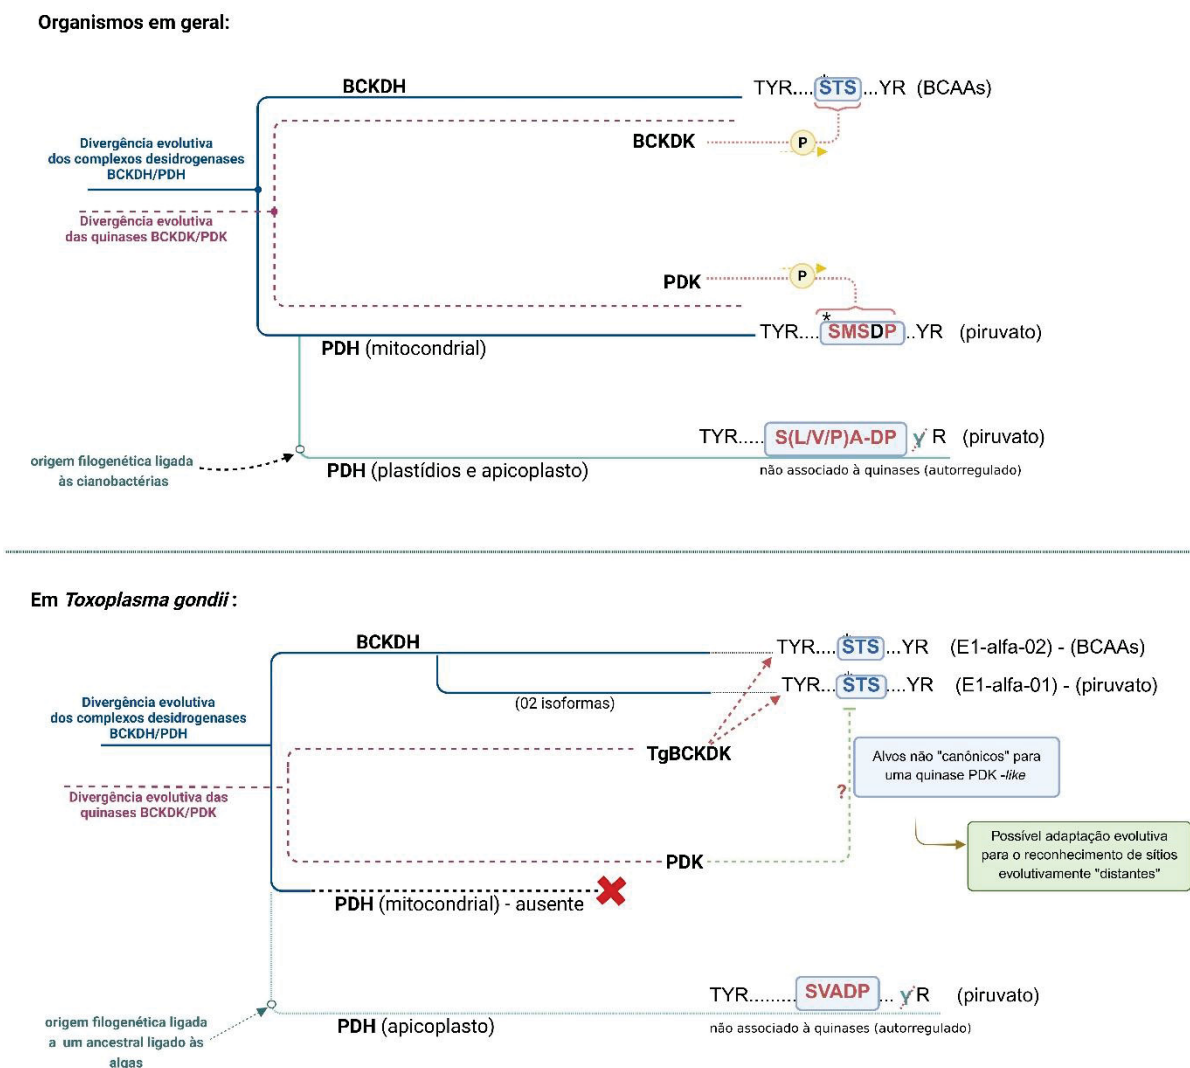 Organismos em geral:
BCKDH
TYR....STS...YR (BCAAs)
*
Divergência evolutiva
dos complexos desidrogenases
BCKDH/PDH
BCKDK
P
Divergência evolutiva
das quinases BCKDK/PDK
PDK
P
*
TYR....SMSDP..YR (piruvato)
PDH (mitocondrial)
TYR.....S(L/V/P)A-DP YR (piruvato)
origem filogenética ligada
às cianobactérias
PDH (plastídios e apicoplasto)
não associado à quinases (autorregulado)
Em Toxoplasma gondii :
BCKDH
TYR....STS...YR (E1-alfa-02) - (BCAAs)
TYR...STS....YR (E1-alfa-01) - (piruvato)
(02 isoformas)
Divergência evolutiva
dos complexos desidrogenases
BCKDH/PDH
TgBCKDK
Alvos não "canônicos" para
uma quinase PDK -like
?
Divergência evolutiva das
quinases BCKDK/PDK
Possível adaptação evolutiva
para o reconhecimento de sítios
evolutivamente "distantes"
PDK
PDH (mitocondrial) - ausente
TYR.........SVADP... YR (piruvato)
origem filogenética ligada
a um ancestral ligado às
algas
PDH (apicoplasto)
não associado à quinases (autorregulado)